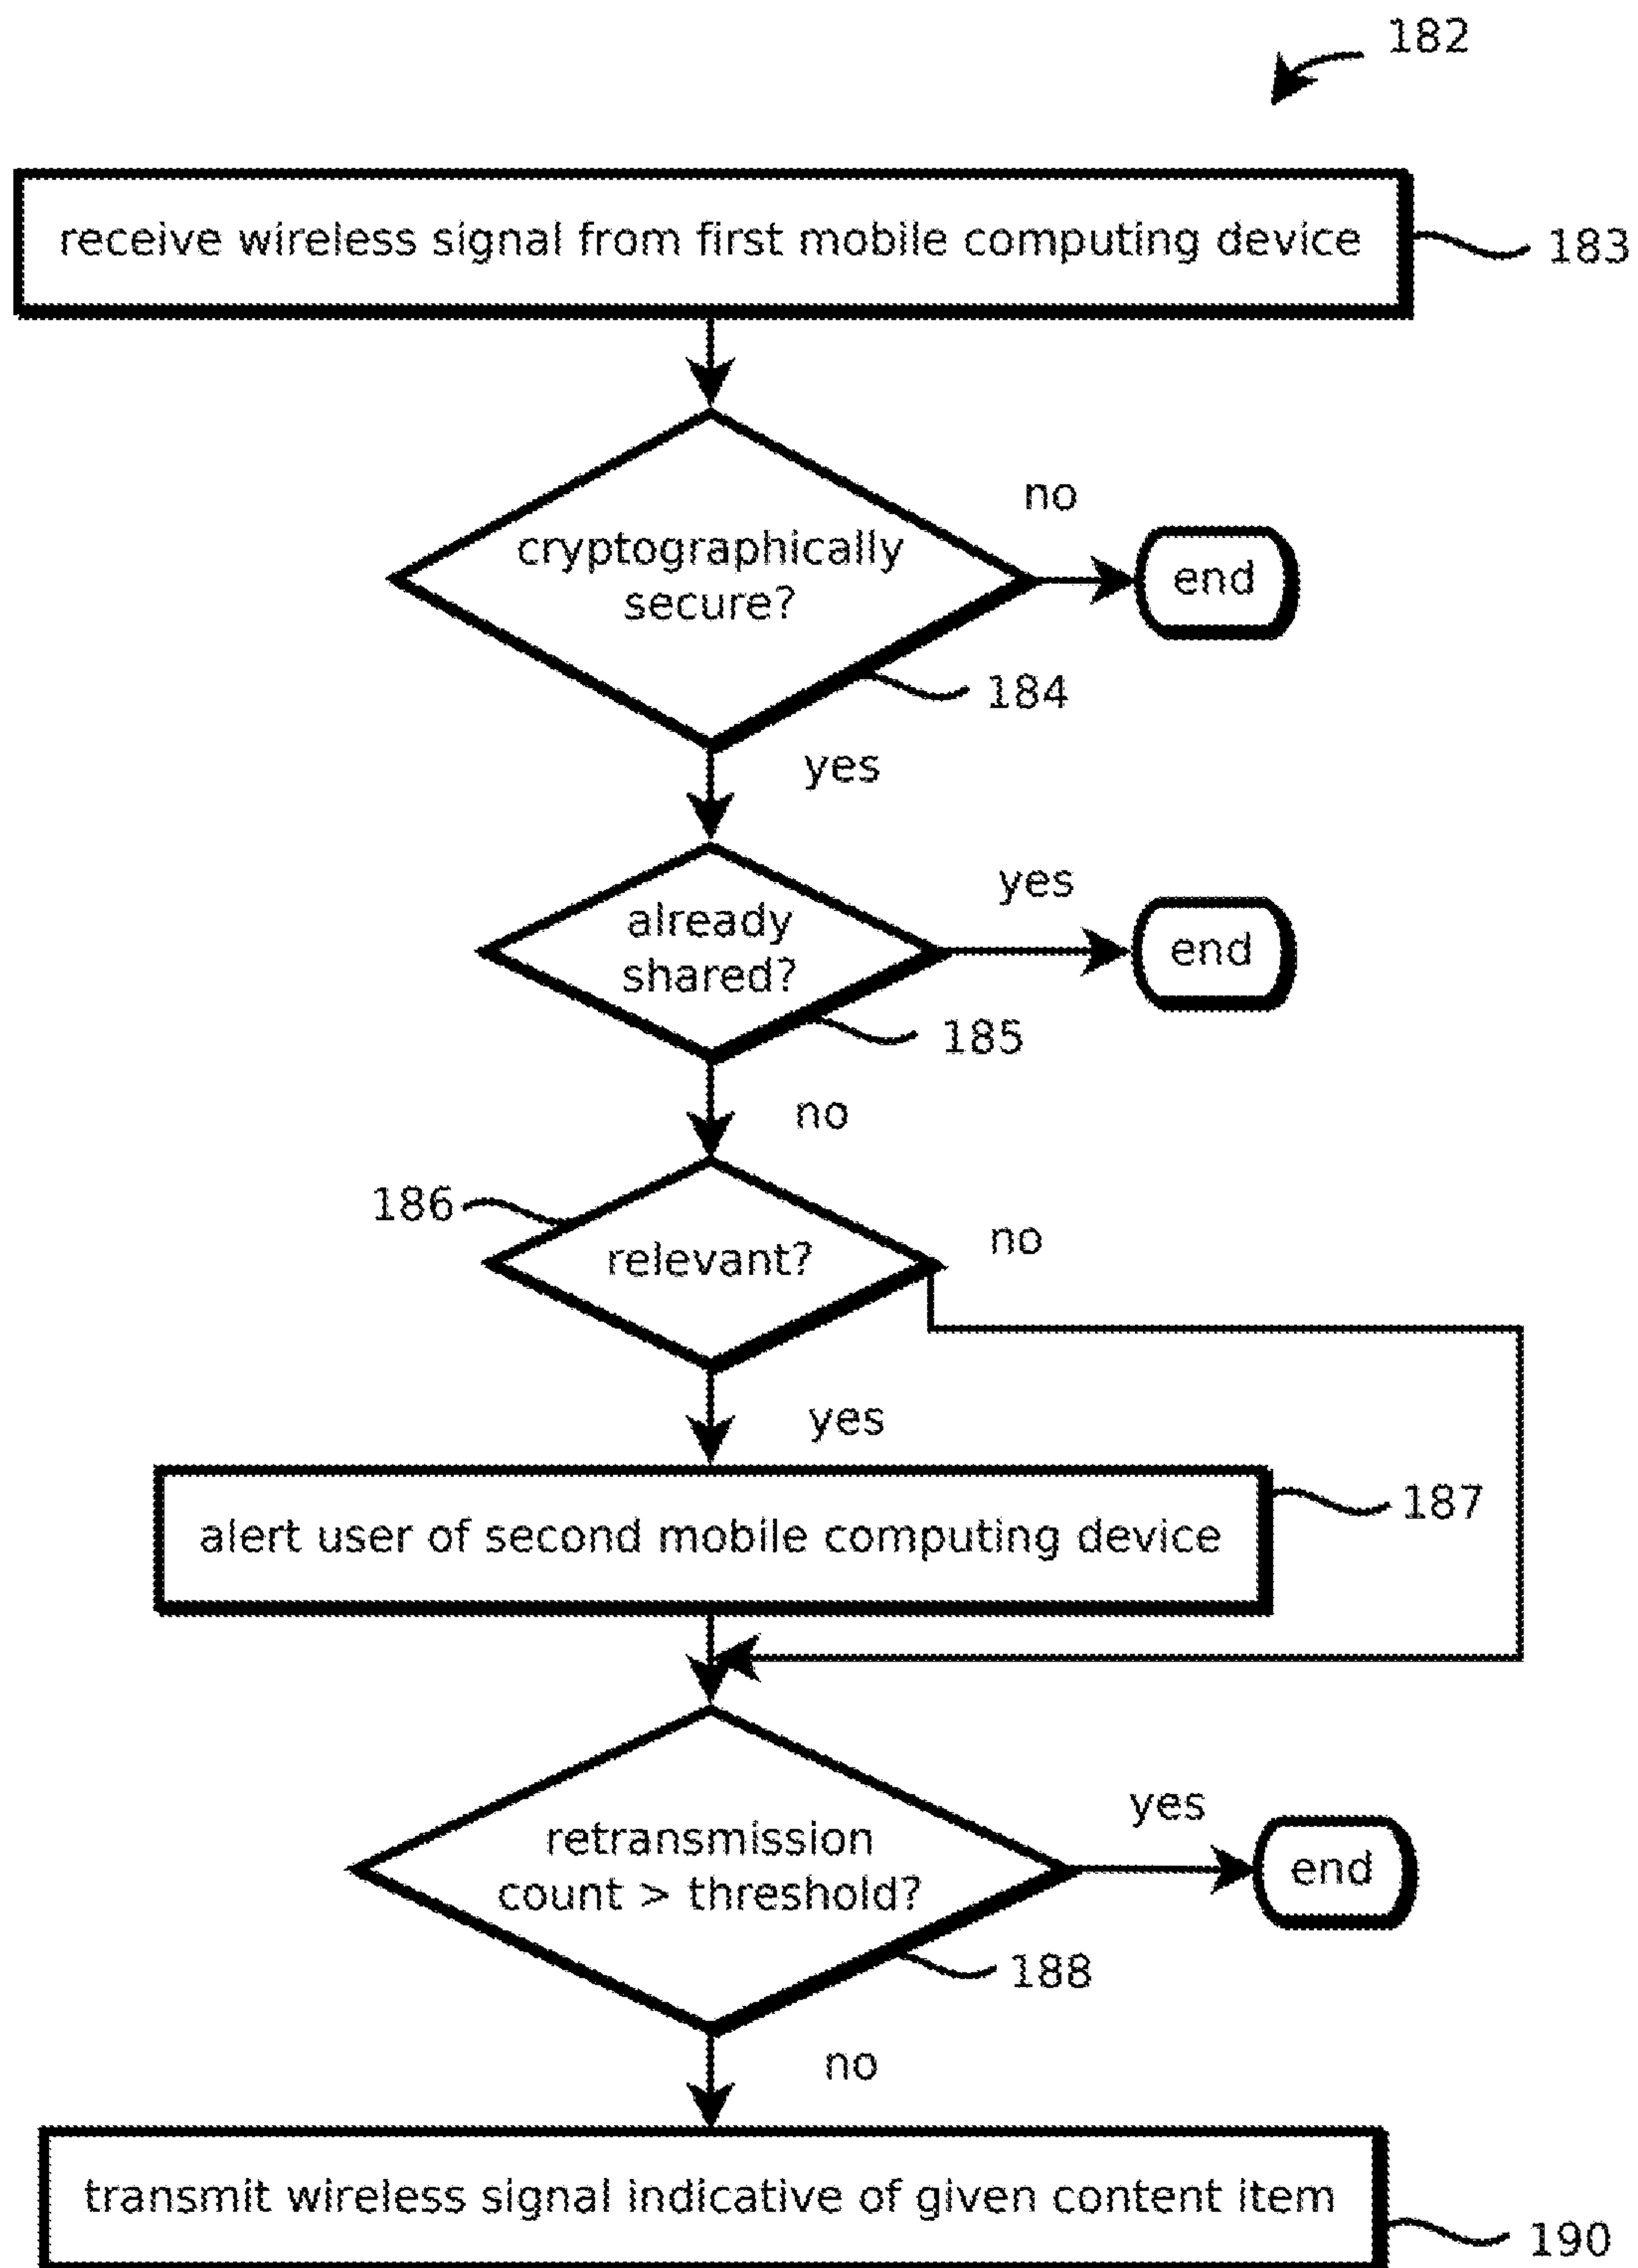 182
receive wireless signal from first mobile computing device
183
cryptographically
secure?
no
end
184
yes
already
shared?
yes
end
185
no
186
relevant?
no
yes
alert user of second mobile computing device
187
retransmission
count > threshold?
yes
end
188
no
transmit wireless signal indicative of given content item
190